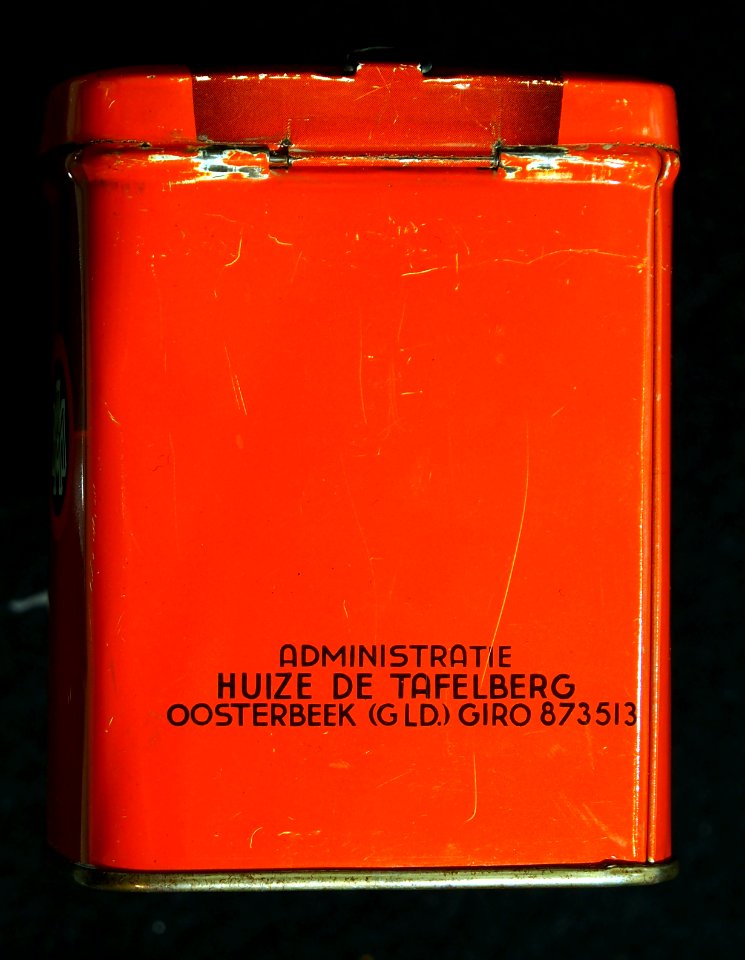 ADMINISTRATIE
HUIZE DE TAFELBERG
OOSTERBEEK (GLD.) GIRO 873513